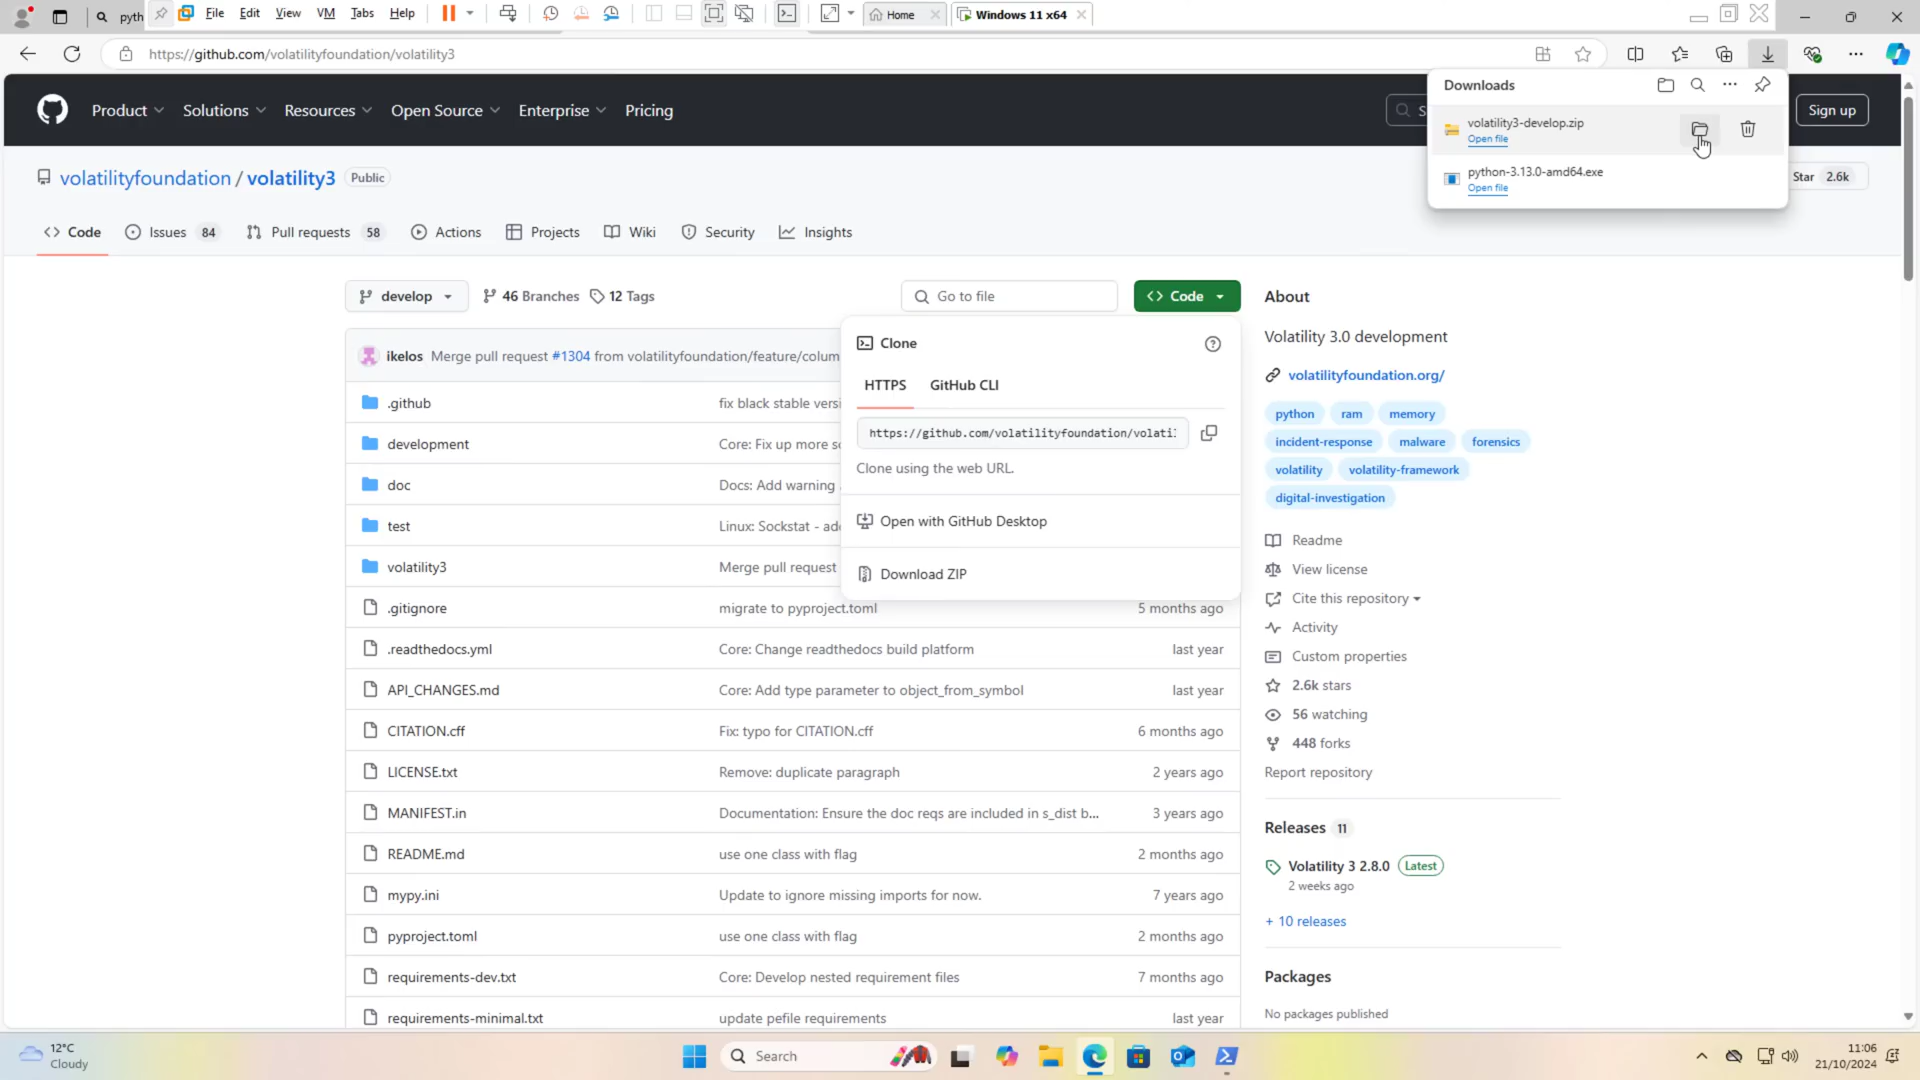 pyth
File Edit View VM Tabs Help
Home
Windows 11 x64
https://github.com/volatilityfoundation/volatility3
Downloads
volatility3-develop.zip
Open file
python-3.13.0-amd64.exe
Open file
Product Solutions Resources Open Source Enterprise Pricing
Sign up
volatilityfoundation / volatility3 Public
Star 2.6k
Code Issues 84 Pull requests 58 Actions Projects Wiki Security Insights
develop 46 Branches 12 Tags Go to file Code
Clone
HTTPS GitHub CLI
https://github.com/volatilityfoundation/volati
Clone using the web URL.
Open with GitHub Desktop
Download ZIP
ikelos Merge pull request #1304 from volatilityfoundation/feature/colum
.github fix black stable versi
development Core: Fix up more s
doc Docs: Add warning
test Linux: Sockstat - ad
volatility3 Merge pull request
.gitignore migrate to pyproject.toml 5 months ago
.readthedocs.yml Core: Change readthedocs build platform last year
API_CHANGES.md Core: Add type parameter to object_from_symbol last year
CITATION.cff Fix: typo for CITATION.cff 6 months ago
LICENSE.txt Remove: duplicate paragraph 2 years ago
MANIFEST.in Documentation: Ensure the doc reqs are included in s_dist b... 3 years ago
README.md use one class with flag 2 months ago
mypy.ini Update to ignore missing imports for now. 7 years ago
pyproject.toml use one class with flag 2 months ago
requirements-dev.txt Core: Develop nested requirement files 7 months ago
requirements-minimal.txt update pefile requirements last year
About
Volatility 3.0 development
volatilityfoundation.org/
python ram memory
incident-response malware forensics
volatility volatility-framework
digital-investigation
Readme
View license
Cite this repository
Activity
Custom properties
2.6k stars
56 watching
448 forks
Report repository
Releases 11
Volatility 3 2.8.0 Latest
2 weeks ago
+ 10 releases
Packages
No packages published
12°C
Cloudy
Search
11:06
21/10/2024